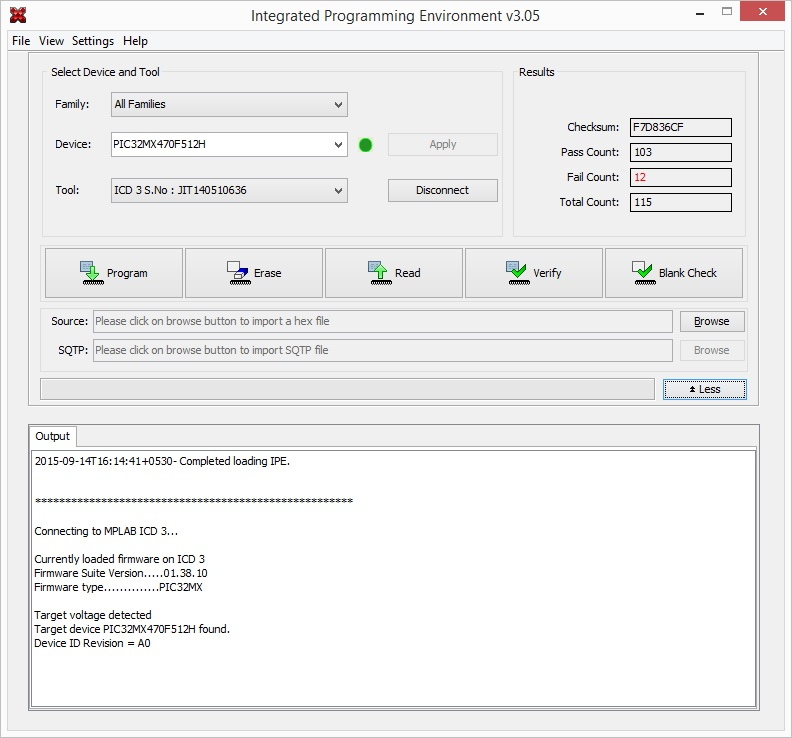 Integrated Programming Environment v3.05
File View Settings Help
Select Device and Tool
Family: All Families
Device: PIC32MX470F512H Apply
Tool: ICD 3 S.No : JIT140510636 Disconnect
Results
Checksum: F7D836CF
Pass Count: 103
Fail Count: 12
Total Count: 115
Program Erase Read Verify Blank Check
Source: Please click on browse button to import a hex file Browse
SQTP: Please click on browse button to import SQTP file Browse
Less
Output
2015-09-14T16:14:41+0530- Completed loading IPE.
*****************************************************
Connecting to MPLAB ICD 3...
Currently loaded firmware on ICD 3
Firmware Suite Version.....01.38.10
Firmware type..............PIC32MX
Target voltage detected
Target device PIC32MX470F512H found.
Device ID Revision = A0